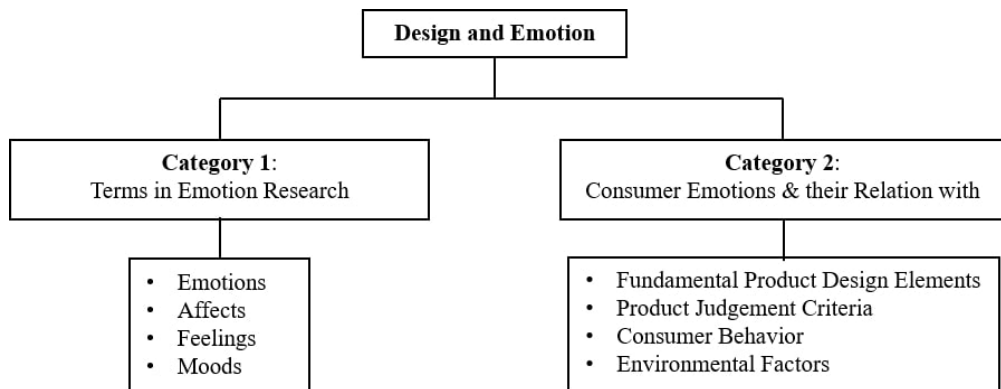 Design and Emotion
Category 1:
Terms in Emotion Research
• Emotions
• Affects
• Feelings
• Moods
Category 2:
Consumer Emotions & their Relation with
• Fundamental Product Design Elements
• Product Judgement Criteria
• Consumer Behavior
• Environmental Factors